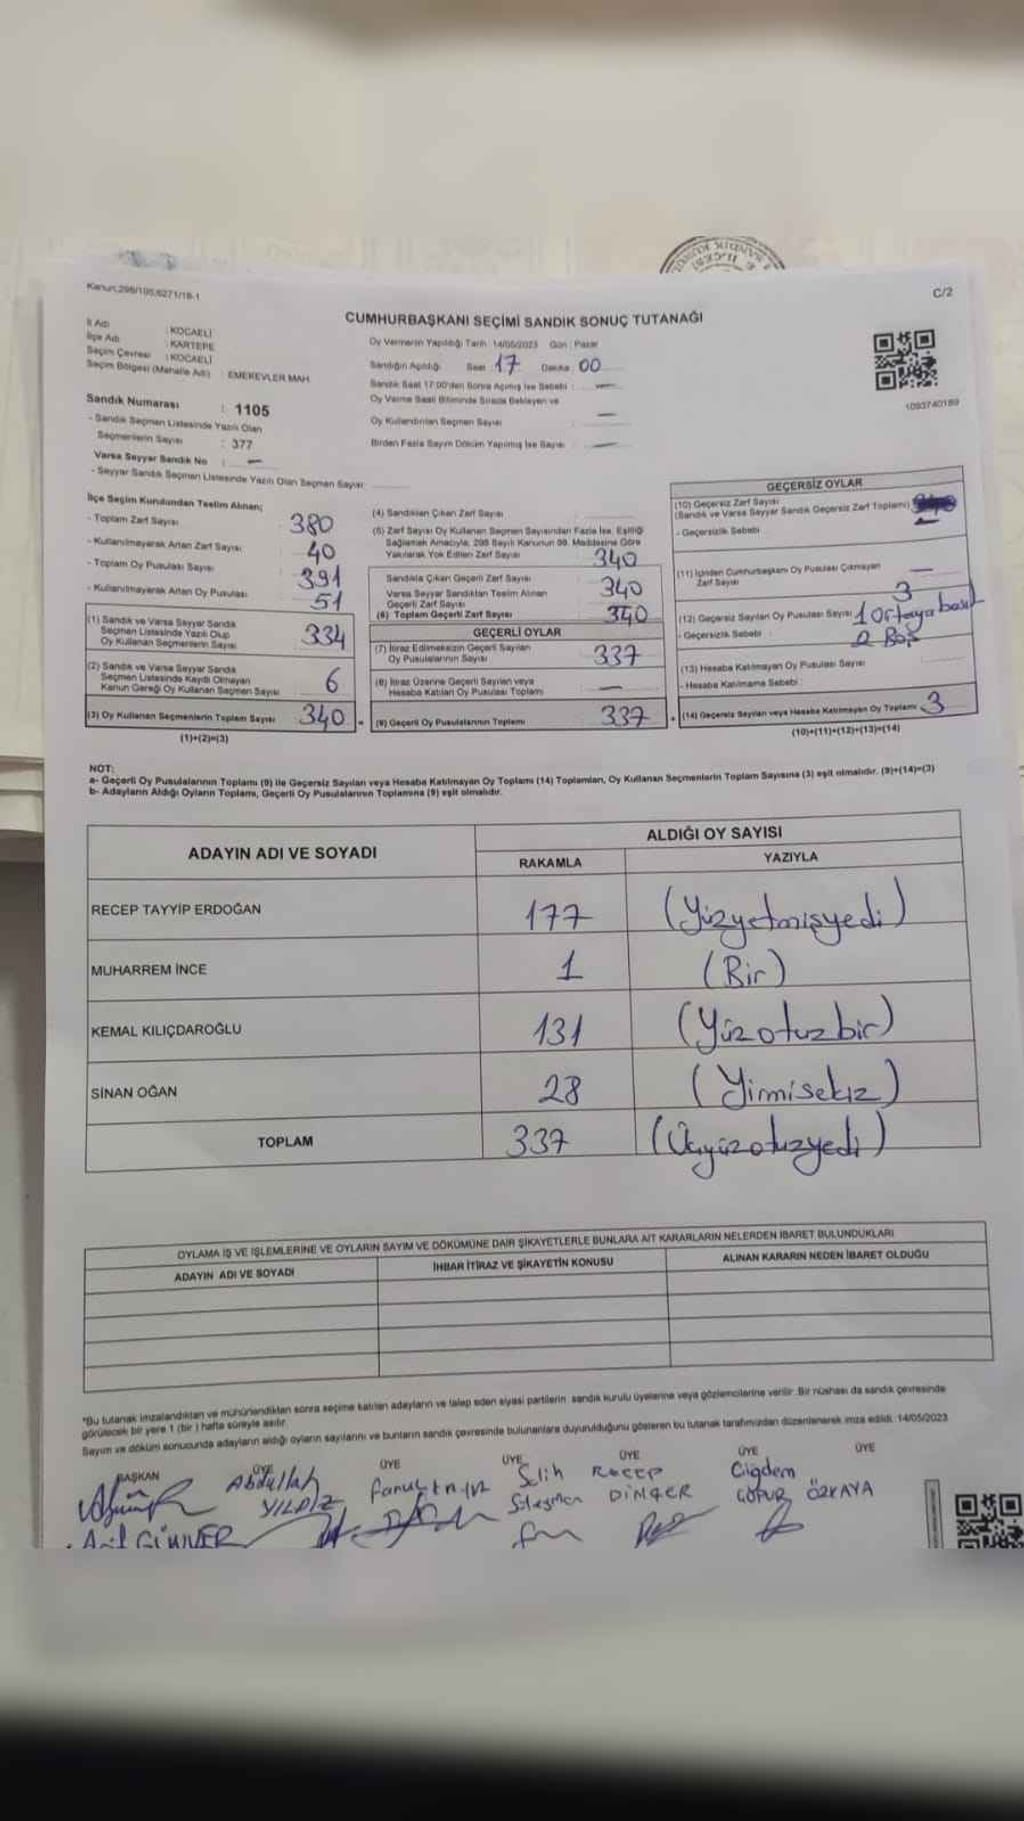 Kanun:298/105,6271/18-1
C/2
CUMHURBAŞKANI SEÇİMİ SANDIK SONUÇ TUTANAĞI
İl Adı : KOCAELİ
İlçe Adı : KARTEPE
Seçim Çevresi : KOCAELİ
Seçim Bölgesi (Mahalle Adı) : EMEKEVLER MAH.
Sandık Numarası : 1105
- Sandık Seçmen Listesinde Yazılı Olan
Seçmenlerin Sayısı : 377
Varsa Seyyar Sandık No : —
- Seyyar Sandık Seçmen Listesinde Yazılı Olan Seçmen Sayısı:
Oy Vermenin Yapıldığı Tarih: 14/05/2023 Gün: Pazar
Sandığın Açıldığı Saat 17 Dakika 00
Sandık Saat 17:00'den Sonra Açılmış İse Sebebi : —
Oy Verme Saati Bitiminde Sırada Bekleyen ve
Oy Kullandırılan Seçmen Sayısı : —
Birden Fazla Sayım Döküm Yapılmış İse Sayısı : —
1093740189
İlçe Seçim Kurulundan Teslim Alınan;
- Toplam Zarf Sayısı 380
- Kullanılmayarak Artan Zarf Sayısı 40
- Toplam Oy Pusulası Sayısı 391
- Kullanılmayarak Artan Oy Pusulası 51
(1) Sandık ve Varsa Seyyar Sandık
Seçmen Listesinde Yazılı Olup
Oy Kullanan Seçmenlerin Sayısı 334
(2) Sandık ve Varsa Seyyar Sandık
Seçmen Listesinde Kaydı Olmayan
Kanun Gereği Oy Kullanan Seçmen Sayısı 6
(3) Oy Kullanan Seçmenlerin Toplam Sayısı 340
(1)+(2)=(3)
(4) Sandıktan Çıkan Zarf Sayısı
(5) Zarf Sayısı Oy Kullanan Seçmen Sayısından Fazla İse, Eşitliği
Sağlamak Amacıyla, 298 Sayılı Kanunun 98. Maddesine Göre
Yakılarak Yok Edilen Zarf Sayısı 340
Sandıkta Çıkan Geçerli Zarf Sayısı 340
Varsa Seyyar Sandıktan Teslim Alınan
Geçerli Zarf Sayısı
(6) Toplam Geçerli Zarf Sayısı 340
GEÇERLİ OYLAR
(7) İtiraz Edilmeksizin Geçerli Sayılan
Oy Pusulalarının Sayısı 337
(8) İtiraz Üzerine Geçerli Sayılan veya
Hesaba Katılan Oy Pusulası Toplamı —
(9) Geçerli Oy Pusulalarının Toplamı 337
GEÇERSİZ OYLAR
(10) Geçersiz Zarf Sayısı
(Sandık ve Varsa Seyyar Sandık Geçersiz Zarf Toplamı)
- Geçersizlik Sebebi :
(11) İçinden Cumhurbaşkanı Oy Pusulası Çıkmayan
Zarf Sayısı —
3
(12) Geçersiz Sayılan Oy Pusulası Sayısı 1 Ortaya bası
- Geçersizlik Sebebi : 2 Boş
(13) Hesaba Katılmayan Oy Pusulası Sayısı
- Hesaba Katılmama Sebebi :
(14) Geçersiz Sayılan veya Hesaba Katılmayan Oy Toplamı 3
(10)+(11)+(12)+(13)=(14)
NOT:
a- Geçerli Oy Pusulalarının Toplamı (9) ile Geçersiz Sayılan veya Hesaba Katılmayan Oy Toplamı (14) Toplamları, Oy Kullanan Seçmenlerin Toplam Sayısına (3) eşit olmalıdır. (9)+(14)=(3)
b- Adayların Aldığı Oyların Toplamı, Geçerli Oy Pusulalarının Toplamına (9) eşit olmalıdır.
ADAYIN ADI VE SOYADI
ALDIĞI OY SAYISI
RAKAMLA YAZIYLA
RECEP TAYYİP ERDOĞAN 177 (Yüzyetmişyedi)
MUHARREM İNCE 1 (Bir)
KEMAL KILIÇDAROĞLU 131 (Yüzotuzbir)
SİNAN OĞAN 28 (Yirmisekiz)
TOPLAM 337 (Üçyüzotuzyedi)
OYLAMA İŞ VE İŞLEMLERİNE VE OYLARIN SAYIM VE DÖKÜMÜNE DAİR ŞİKAYETLERLE BUNLARA AİT KARARLARIN NELERDEN İBARET BULUNDUKLARI
ADAYIN ADI VE SOYADI İHBAR İTİRAZ VE ŞİKAYETİN KONUSU ALINAN KARARIN NEDEN İBARET OLDUĞU
*Bu tutanak imzalandıktan ve mühürlendikten sonra seçime katılan adayların ve talep eden siyasi partilerin sandık kurulu üyelerine veya gözlemcilerine verilir. Bir nüshası da sandık çevresinde
görülecek bir yere 1 (bir) hafta süreyle asılır.
Sayım ve döküm sonucunda adayların aldığı oyların sayılarını ve bunların sandık çevresinde bulunanlara duyurulduğunu gösteren bu tutanak tarafımızdan düzenlenerek imza edildi. 14/05/2023
BAŞKAN ÜYE ÜYE ÜYE ÜYE ÜYE ÜYE
Abdullah YILDIZ
Salih
RECEP DİNÇER
Çiğdem ÖZKAYA